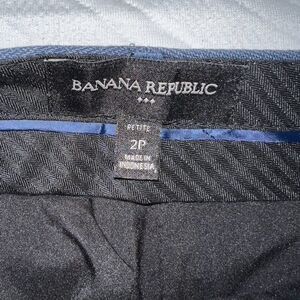 BANANA REPUBLIC
PETITE
2P
MADE IN
INDONESIA